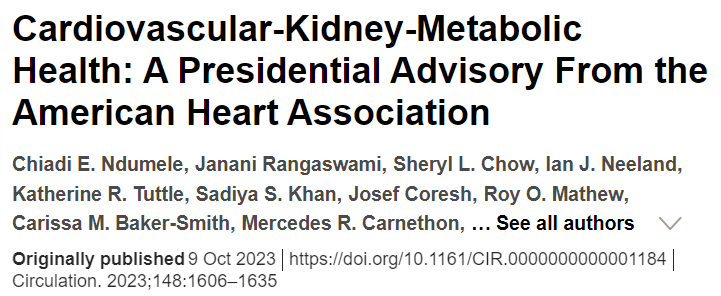 Cardiovascular-Kidney-Metabolic
Health: A Presidential Advisory From the
American Heart Association
Chiadi E. Ndumele, Janani Rangaswami, Sheryl L. Chow, Ian J. Neeland,
Katherine R. Tuttle, Sadiya S. Khan, Josef Coresh, Roy O. Mathew,
Carissa M. Baker-Smith, Mercedes R. Carnethon, … See all authors
Originally published 9 Oct 2023 | https://doi.org/10.1161/CIR.0000000000001184 |
Circulation. 2023;148:1606–1635